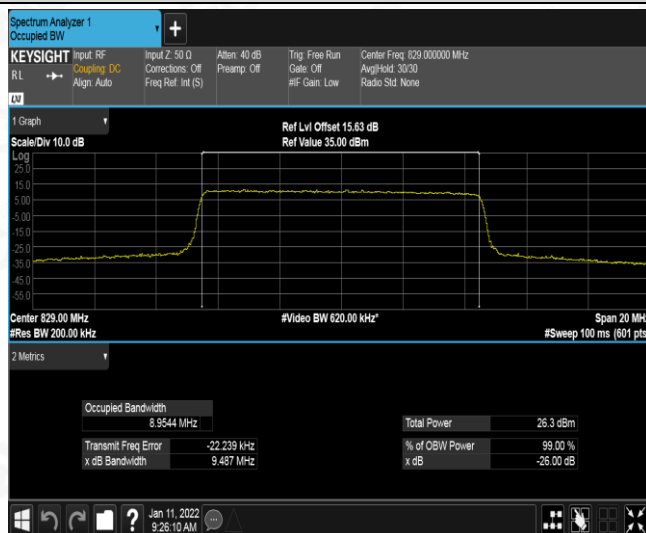 Spectrum Analyzer 1
Occupied BW
+
KEYSIGHT
RL
LXI
Input: RF
Coupling: DC
Align: Auto
Input Z: 50 Ω
Corrections: Off
Freq Ref: Int (S)
Atten: 40 dB
Preamp: Off
Trig: Free Run
Gate: Off
#IF Gain: Low
Center Freq: 829.000000 MHz
Avg|Hold: 30/30
Radio Std: None
1 Graph
Scale/Div 10.0 dB
Ref Lvl Offset 15.63 dB
Ref Value 35.00 dBm
Log
25.0
15.0
5.00
-5.00
-15.0
-25.0
-35.0
-45.0
-55.0
Center 829.00 MHz
#Video BW 620.00 kHz*
Span 20 MHz
#Res BW 200.00 kHz
#Sweep 100 ms (601 pts
2 Metrics
Occupied Bandwidth
8.9544 MHz
Total Power 26.3 dBm
Transmit Freq Error -22.239 kHz
% of OBW Power 99.00 %
x dB Bandwidth 9.487 MHz
x dB -26.00 dB
?
Jan 11, 2022
9:26:10 AM